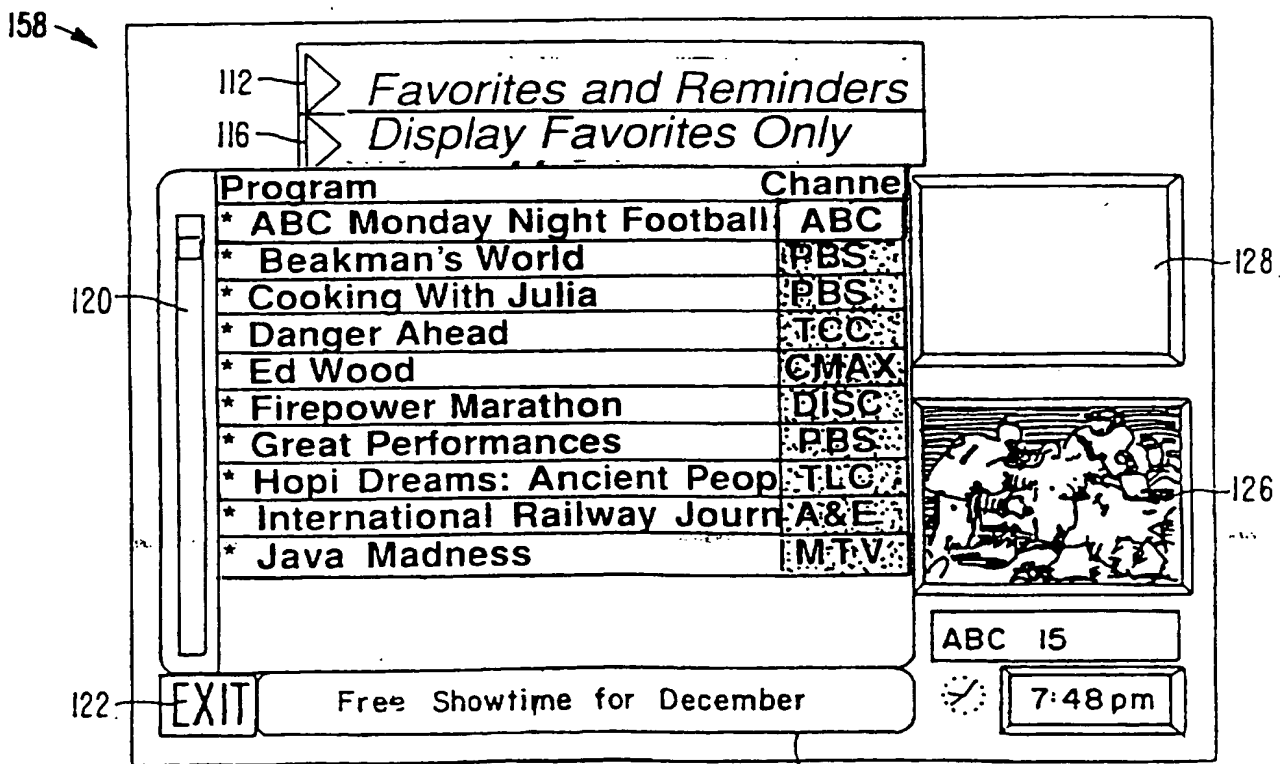 158
112
Favorites and Reminders
116
Display Favorites Only
Program Channel
* ABC Monday Night Football ABC
* Beakman's World PBS
128
* Cooking With Julia PBS
120
* Danger Ahead TCC
* Ed Wood CMAX
* Firepower Marathon DISC
* Great Performances PBS
* Hopi Dreams: Ancient Peop TLC
126
* International Railway Journ A&E
* Java Madness MTV
ABC 15
122
EXIT
Free Showtime for December
7:48pm